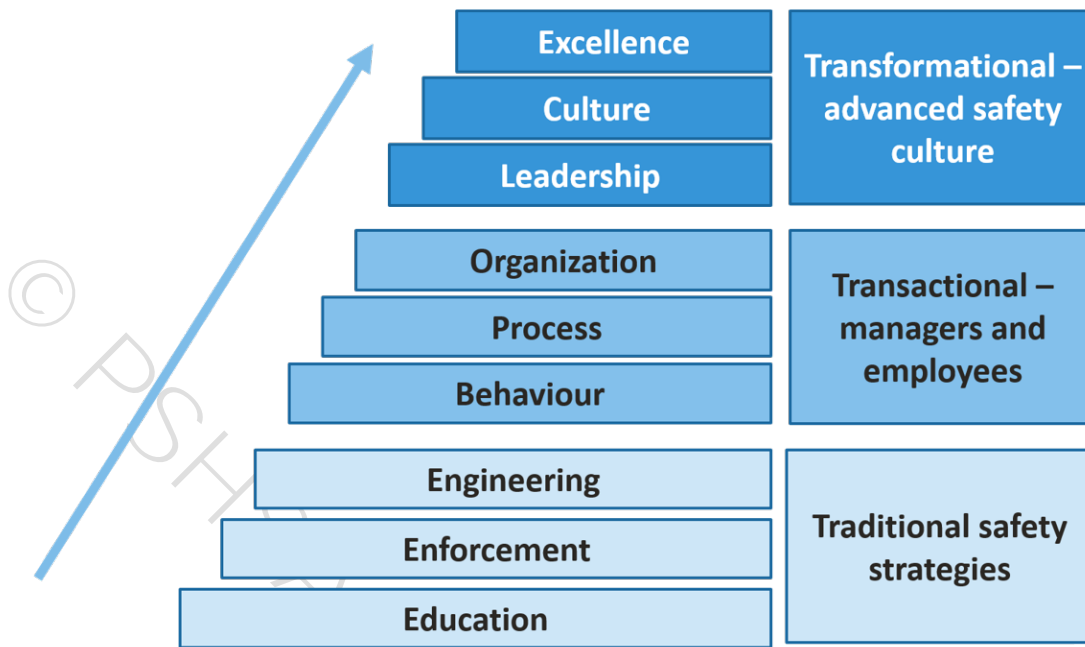 Excellence
Culture
Leadership
Transformational –
advanced safety
culture
Organization
Process
Behaviour
Transactional –
managers and
employees
Engineering
Enforcement
Education
Traditional safety
strategies
© PSH